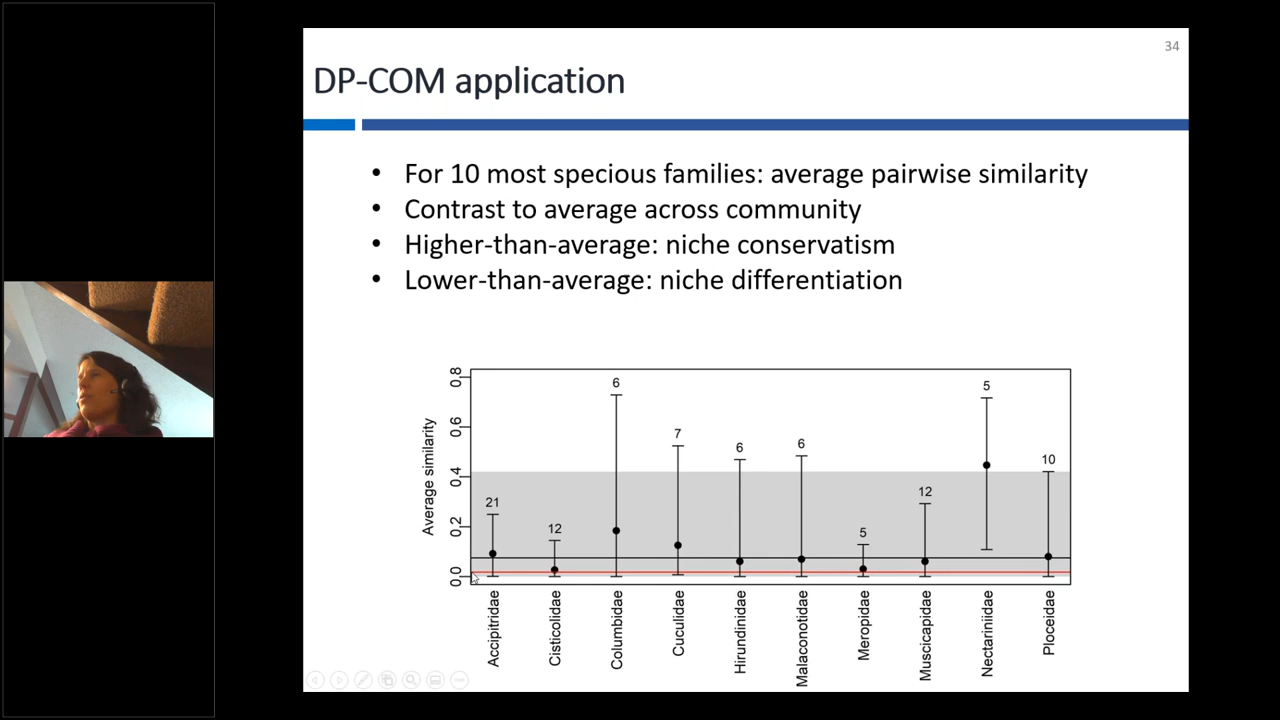 34
DP-COM application
• For 10 most specious families: average pairwise similarity
• Contrast to average across community
• Higher-than-average: niche conservatism
• Lower-than-average: niche differentiation
Average similarity
0.8
0.6
0.4
0.2
0.0
21
12
6
7
6
6
5
12
5
10
Accipitridae
Cisticolidae
Columbidae
Cuculidae
Hirundinidae
Malaconotidae
Meropidae
Muscicapidae
Nectariniidae
Ploceidae